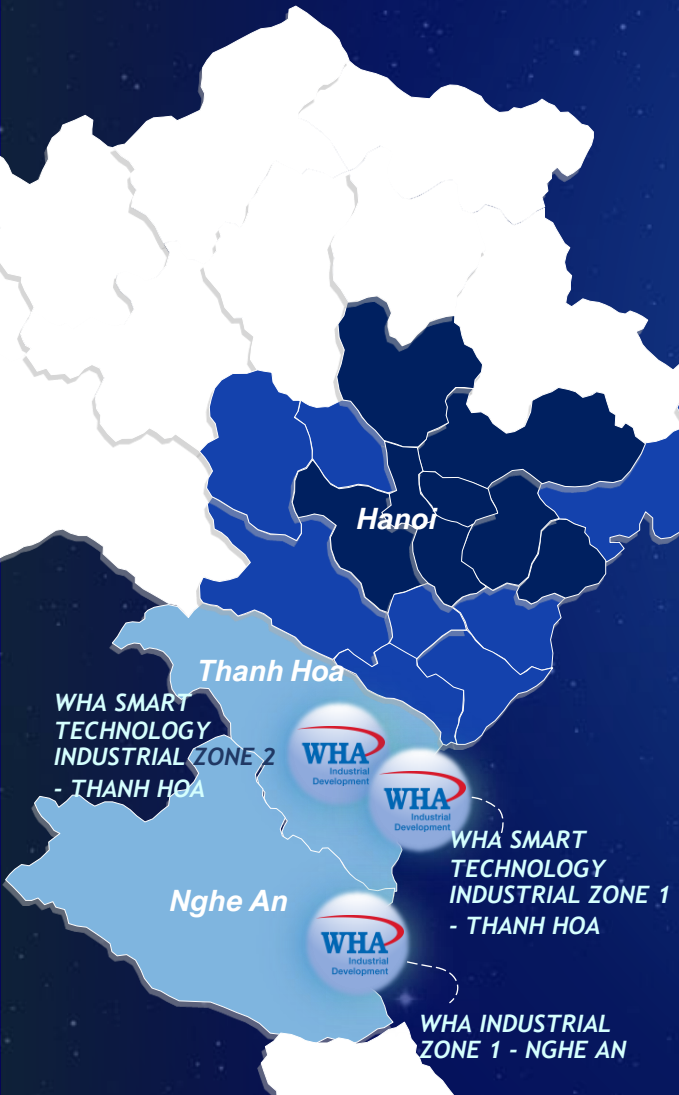 Hanoi
Thanh Hoa
WHA SMART
TECHNOLOGY
INDUSTRIAL ZONE 2
- THANH HOA
WHA
Industrial
Development
WHA
Industrial
Development
WHA SMART
TECHNOLOGY
INDUSTRIAL ZONE 1
- THANH HOA
Nghe An
WHA
Industrial
Development
WHA INDUSTRIAL
ZONE 1 - NGHE AN